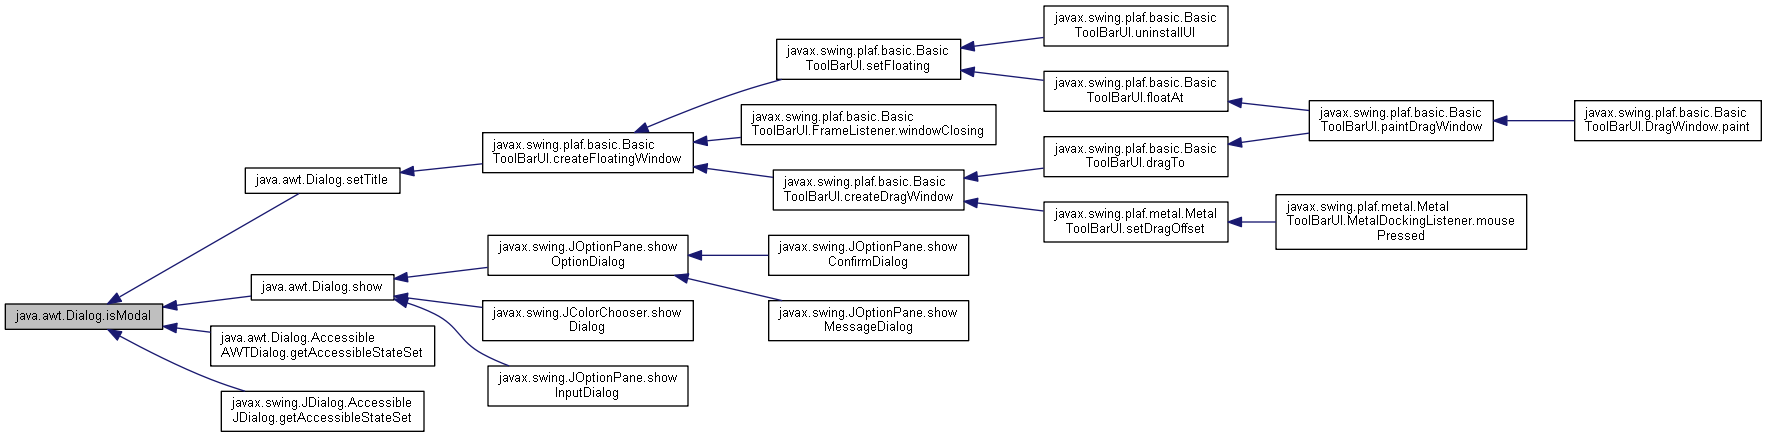 java.awt.Dialog.isModal
java.awt.Dialog.setTitle
java.awt.Dialog.show
java.awt.Dialog.Accessible
AWTDialog.getAccessibleStateSet
javax.swing.JDialog.Accessible
JDialog.getAccessibleStateSet
javax.swing.plaf.basic.Basic
ToolBarUI.createFloatingWindow
javax.swing.JOptionPane.show
OptionDialog
javax.swing.JColorChooser.show
Dialog
javax.swing.JOptionPane.show
InputDialog
javax.swing.plaf.basic.Basic
ToolBarUI.setFloating
javax.swing.plaf.basic.Basic
ToolBarUI.FrameListener.windowClosing
javax.swing.plaf.basic.Basic
ToolBarUI.createDragWindow
javax.swing.JOptionPane.show
ConfirmDialog
javax.swing.JOptionPane.show
MessageDialog
javax.swing.plaf.basic.Basic
ToolBarUI.uninstallUI
javax.swing.plaf.basic.Basic
ToolBarUI.floatAt
javax.swing.plaf.basic.Basic
ToolBarUI.dragTo
javax.swing.plaf.metal.Metal
ToolBarUI.setDragOffset
javax.swing.plaf.basic.Basic
ToolBarUI.paintDragWindow
javax.swing.plaf.metal.Metal
ToolBarUI.MetalDockingListener.mouse
Pressed
javax.swing.plaf.basic.Basic
ToolBarUI.DragWindow.paint